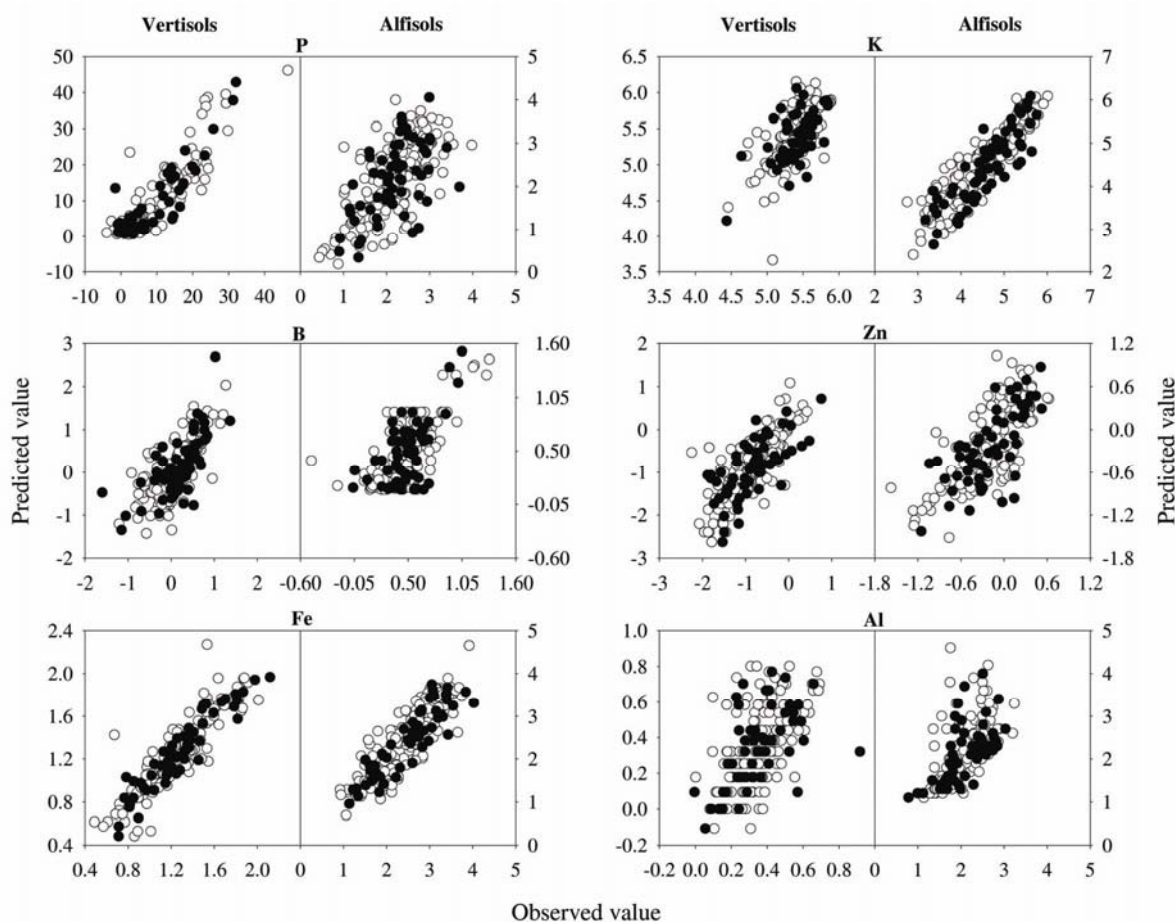 Vertisols Alfisols Vertisols Alfisols
P K
50 5 6.5 7
40 4 6.0 6
30 5.5
20 3 5.0 5
10 2 4.5 4
0 1 4.0 3
-10 0 3.5 2
-10 0 10 20 30 40 0 1 2 3 4 5 3.5 4.0 4.5 5.0 5.5 6.0 2 3 4 5 6 7
B Zn
3 1.60 2 1.2
2 1.05 1 0.6
1 0.50 0 0.0
0 -1 -0.6
-1 -0.05 -2 -1.2
-2 -0.60 -3 -1.8
-2 -1 0 1 2 -0.60 -0.05 0.50 1.05 1.60 -3 -2 -1 0 1 -1.8 -1.2 -0.6 0.0 0.6 1.2
Fe Al
2.4 5 1.0 5
2.0 4 0.8 4
1.6 3 0.6 3
0.4
1.2 2 0.2 2
0.8 1 0.0 1
0.4 0 -0.2 0
0.4 0.8 1.2 1.6 2.0 0 1 2 3 4 5 -0.2 0.0 0.2 0.4 0.6 0.8 0 1 2 3 4 5
Predicted value
Predicted value
Observed value